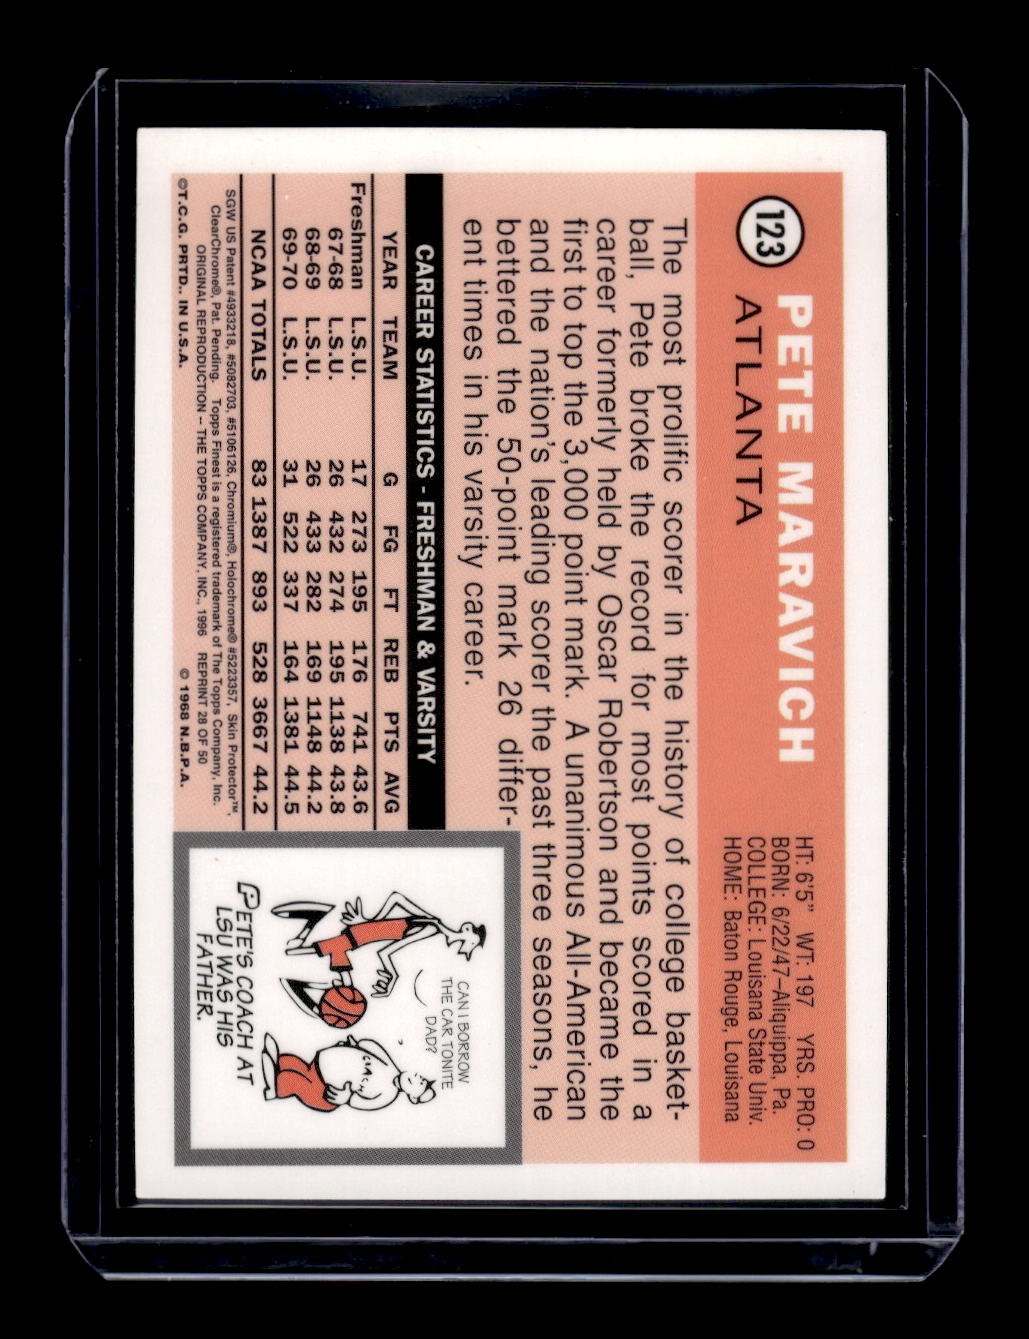 123
PETE MARAVICH
ATLANTA
HT: 6'5" WT: 197 YRS. PRO: 0
BORN: 6/22/47–Aliquippa, Pa.
COLLEGE: Louisiana State Univ.
HOME: Baton Rouge, Louisana
The most prolific scorer in the history of college basket-
ball, Pete broke the record for most points scored in a
career formerly held by Oscar Robertson and became the
first to top the 3,000 point mark. A unanimous All-American
and the nation's leading scorer the past three seasons, he
bettered the 50-point mark 26 differ-
ent times in his varsity career.
CAREER STATISTICS - FRESHMAN & VARSITY
YEAR TEAM G FG FT REB PTS AVG
Freshman L.S.U. 17 273 195 176 741 43.6
67-68 L.S.U. 26 432 274 195 1138 43.8
68-69 L.S.U. 26 433 282 169 1148 44.2
69-70 L.S.U. 31 522 337 164 1381 44.5
NCAA TOTALS 83 1387 893 528 3667 44.2
SGW US Patent #4933218, #5082703, #5106126, Chromium®, Holochrome® #5223357, Skin Protector™,
ClearChrome®, Pat. Pending. Topps Finest is a registered trademark of The Topps Company, Inc.
ORIGINAL REPRODUCTION – THE TOPPS COMPANY, INC., 1996 REPRINT 28 OF 50
©T.C.G. PRTD. IN U.S.A. © 1968 N.B.P.A.
CAN I BORROW
THE CAR TONITE
DAD?
COACH
PETE'S COACH AT
LSU WAS HIS
FATHER.